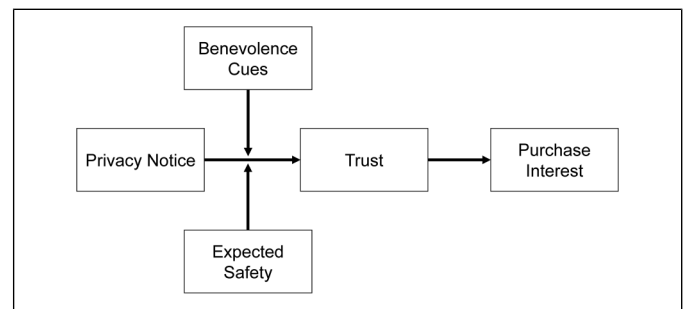 Benevolence
Cues
Privacy Notice
Trust
Purchase
Interest
Expected
Safety